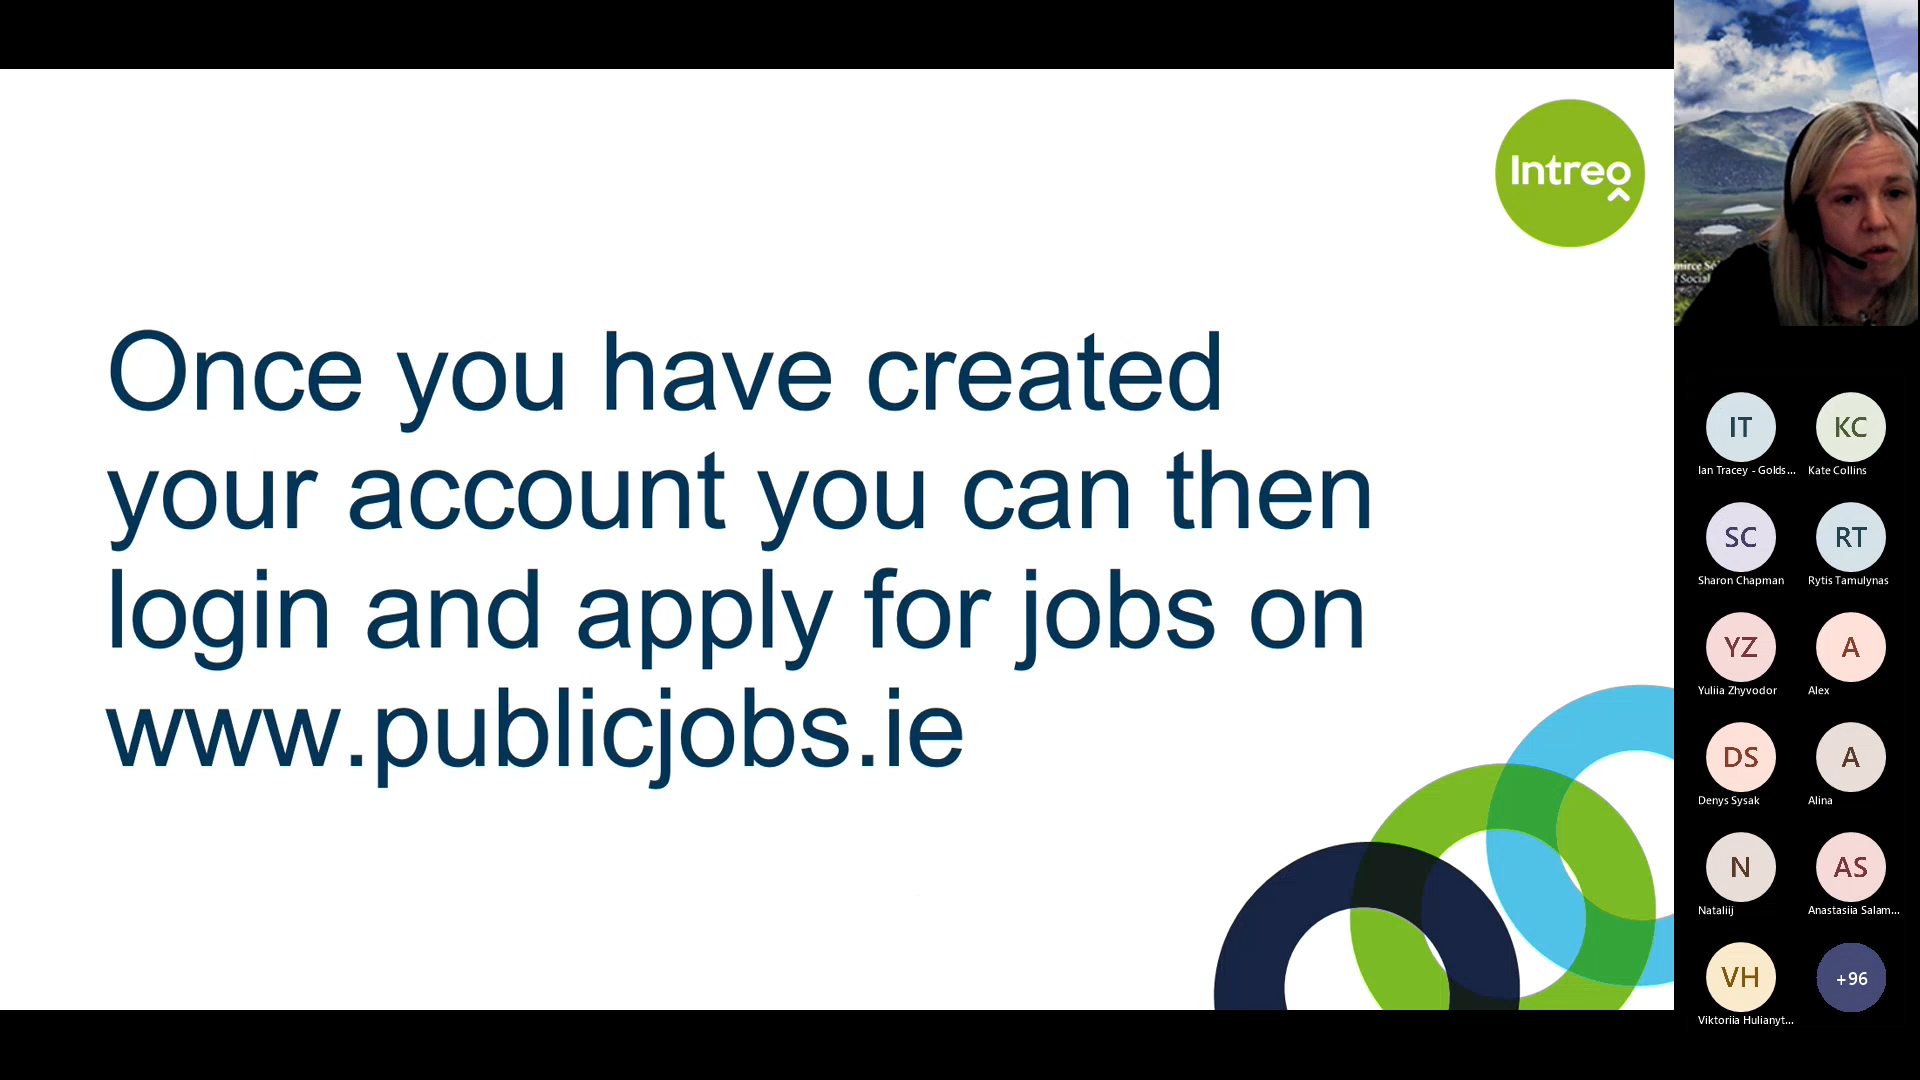 Intreo
Once you have created
your account you can then
login and apply for jobs on
www.publicjobs.ie
IT
Ian Tracey - Golds...
KC
Kate Collins
SC
Sharon Chapman
RT
Rytis Tamulynas
YZ
Yuliia Zhyvodor
A
Alex
DS
Denys Sysak
A
Alina
N
Nataliij
AS
Anastasiia Salam...
VH
Viktoriia Hulianyt...
+96